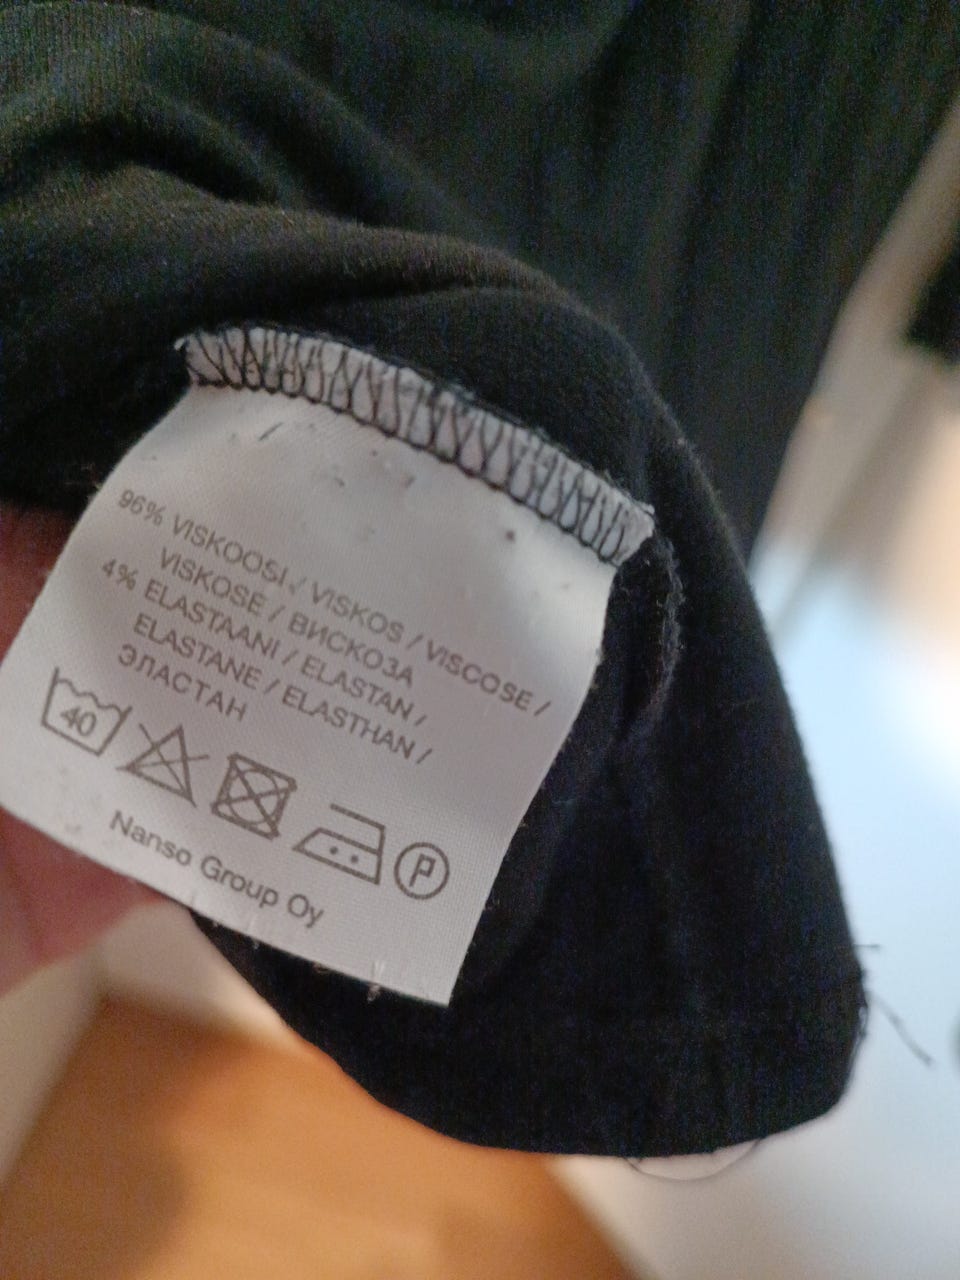 96% VISKOOSI / VISKOS / VISCOSE /
VISKOSE / ВИСКОЗА
4% ELASTAANI / ELASTAN /
ELASTANE / ELASTHAN /
ЭЛАСТАН
40
P
Nanso Group Oy